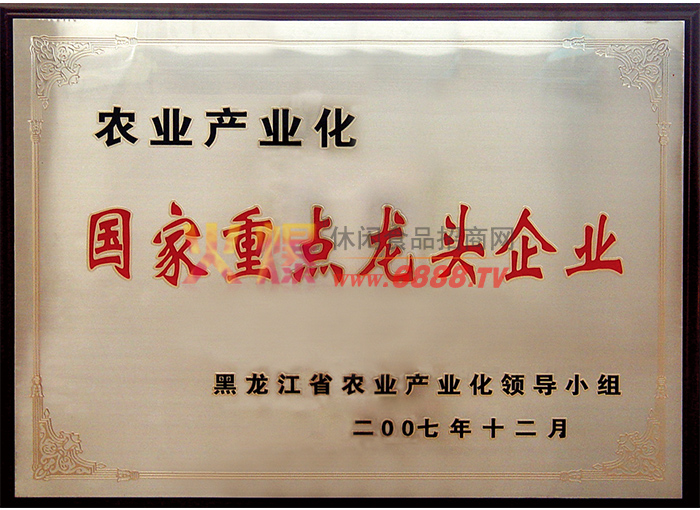 农业产业化
国家重点龙头企业
休闲食品招商网
www.6888.TV
黑龙江省农业产业化领导小组
二00七年十二月